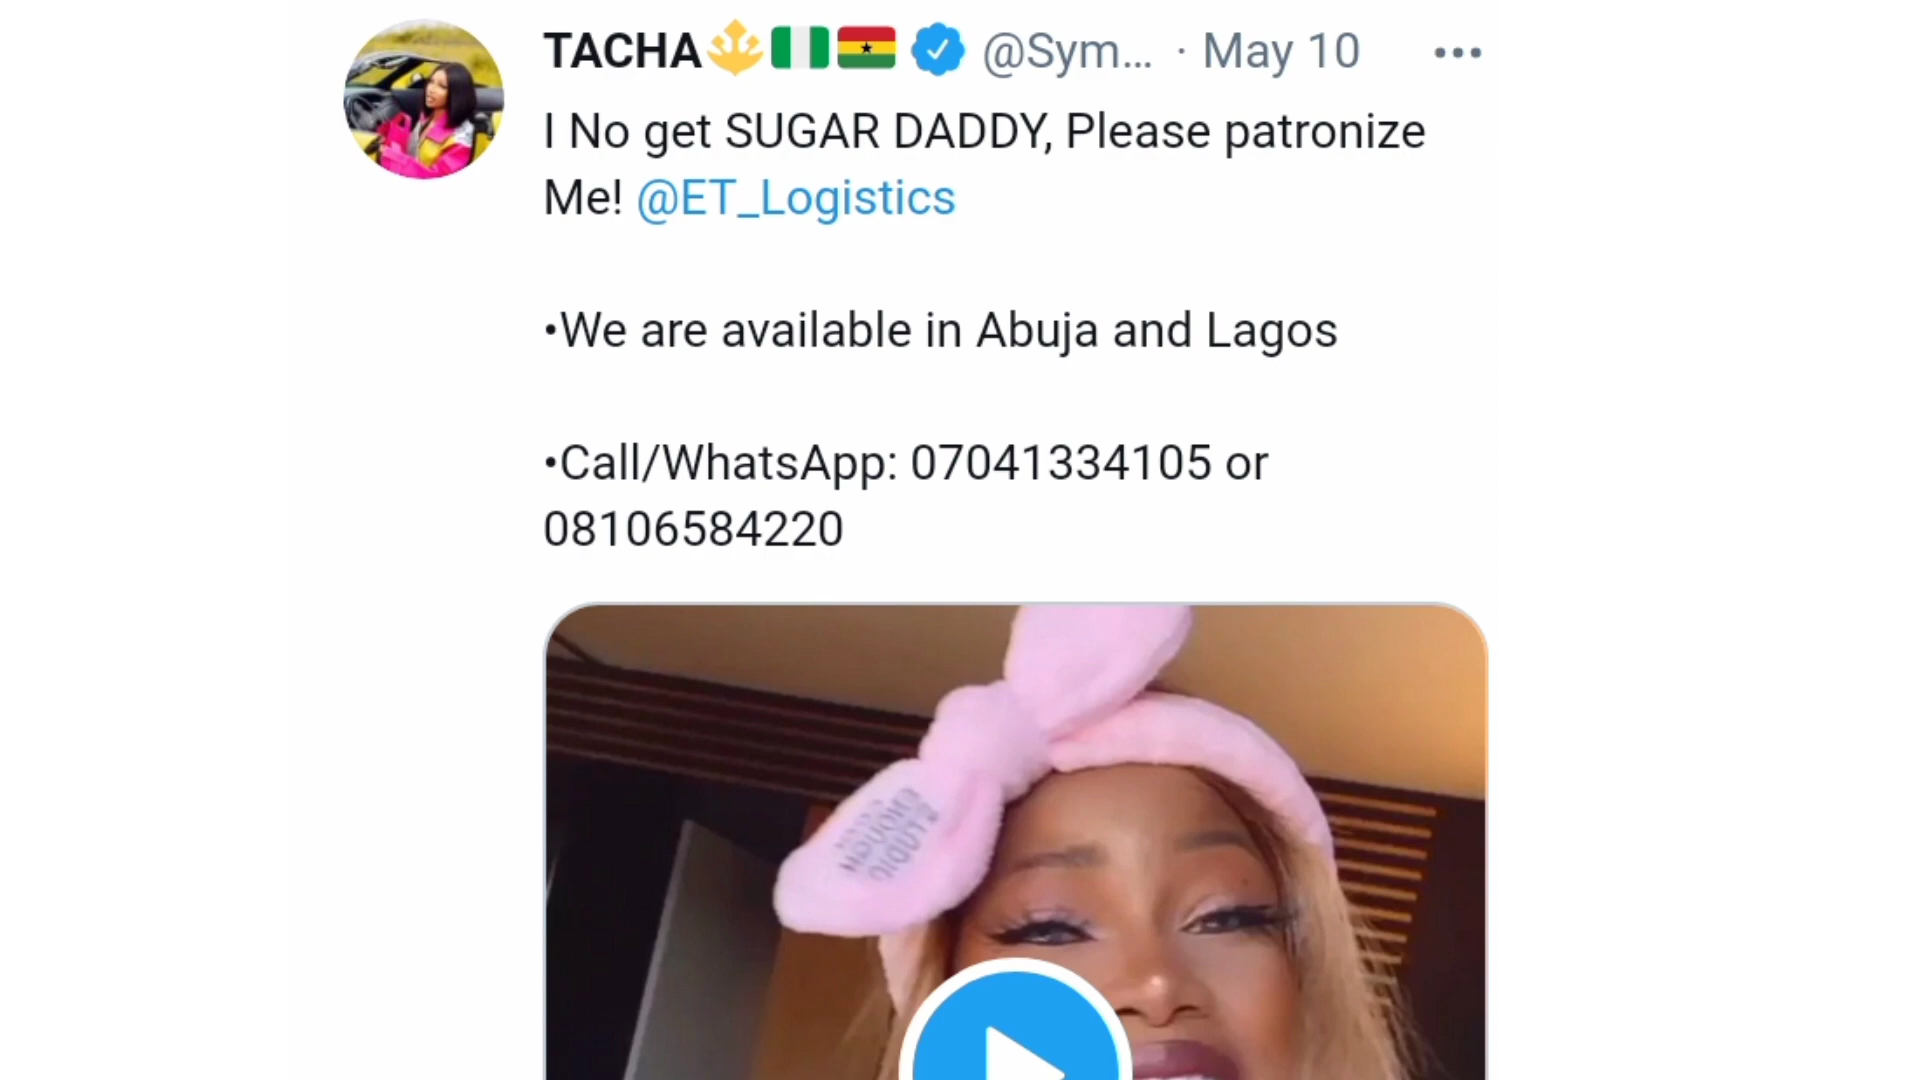 TACHA @Sym... · May 10
I No get SUGAR DADDY, Please patronize
Me! @ET_Logistics
•We are available in Abuja and Lagos
•Call/WhatsApp: 07041334105 or
08106584220